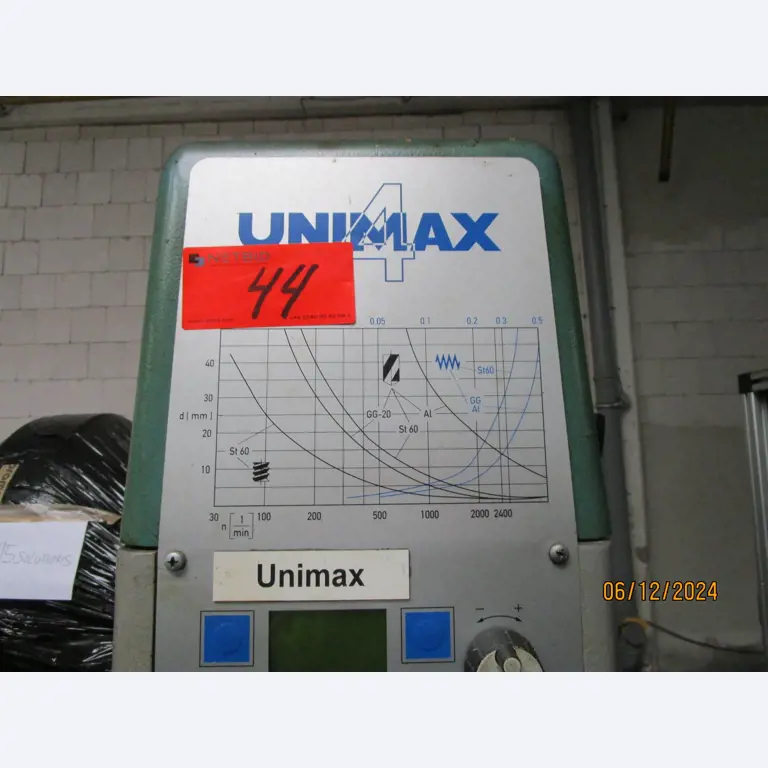 UNIMAX
4
44
0.05 0.1 0.2 0.3 0.5
40
30
d [mm]
20
10
St60
GG
Al
GG-20
Al
St 60
St 60
30 100 200 500 1000 2000 2400
n [1/min]
Unimax
- +
06/12/2024